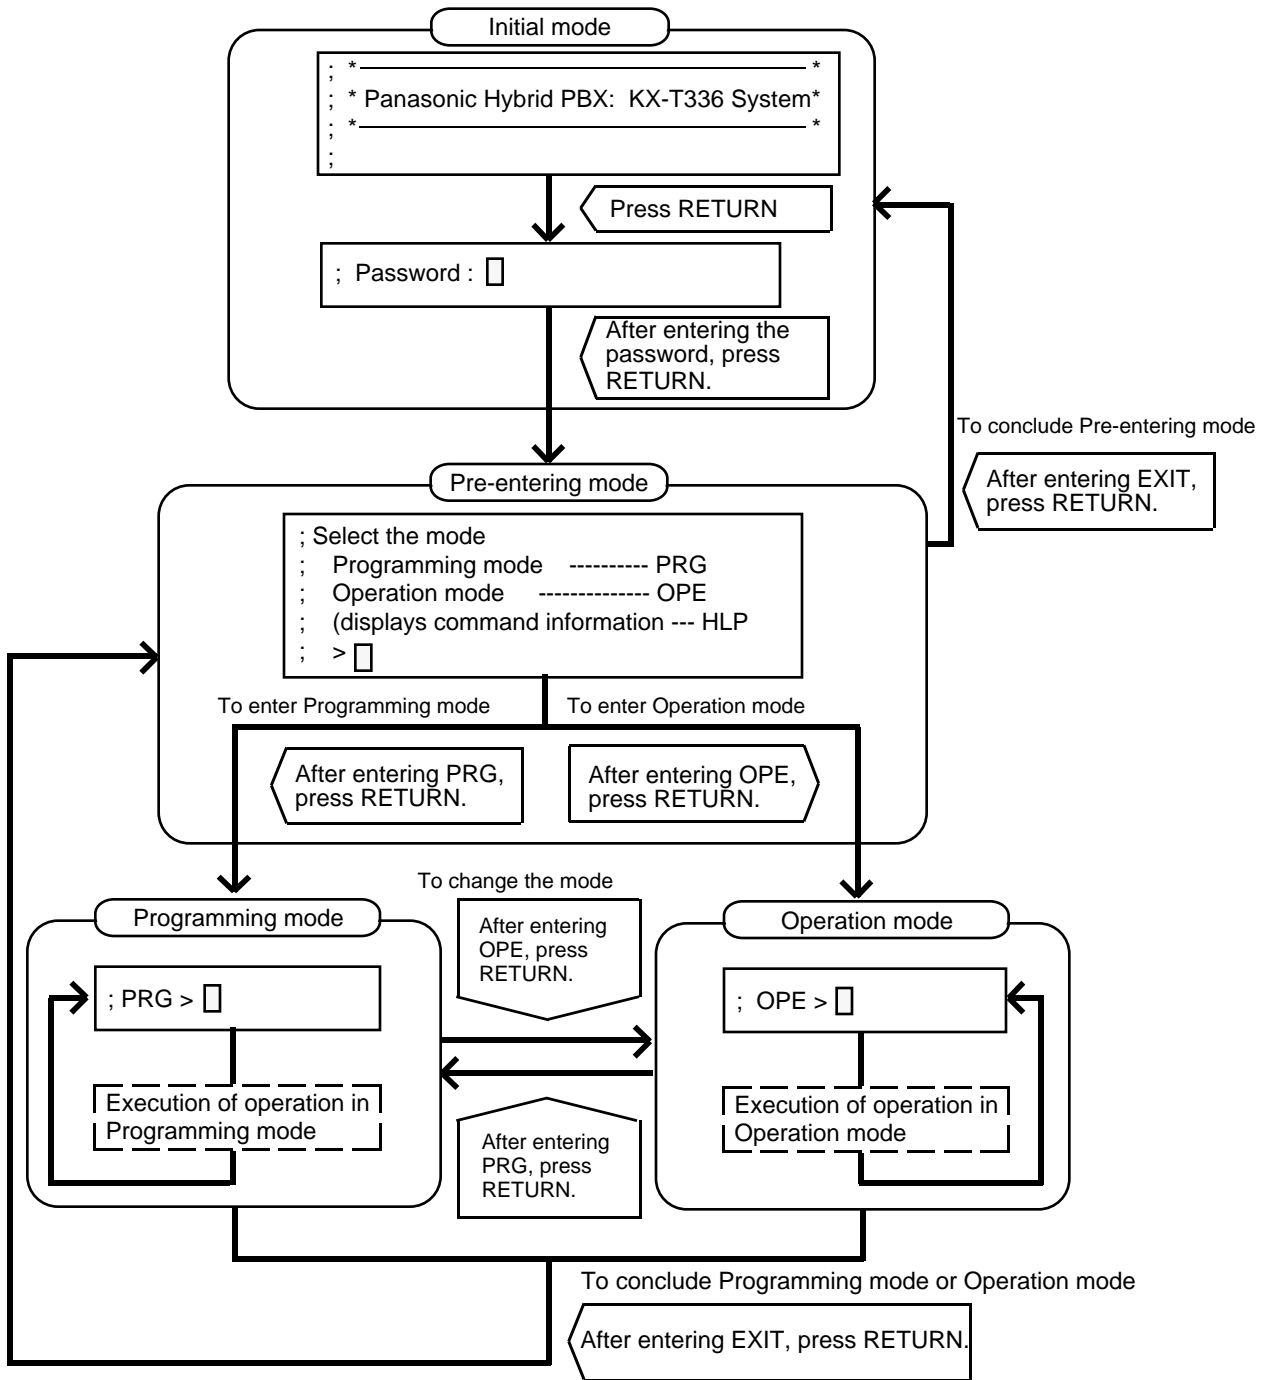 Initial mode
; *————————————————*
; * Panasonic Hybrid PBX: KX-T336 System*
; *————————————————*
;
Press RETURN
; Password :
After entering the
password, press
RETURN.
To conclude Pre-entering mode
After entering EXIT,
press RETURN.
Pre-entering mode
; Select the mode
; Programming mode ---------- PRG
; Operation mode -------------- OPE
; (displays command information --- HLP
; >
To enter Programming mode
To enter Operation mode
After entering PRG,
press RETURN.
After entering OPE,
press RETURN.
To change the mode
Programming mode
After entering
OPE, press
RETURN.
Operation mode
; PRG >
; OPE >
Execution of operation in
Programming mode
After entering
PRG, press
RETURN.
Execution of operation in
Operation mode
To conclude Programming mode or Operation mode
After entering EXIT, press RETURN.